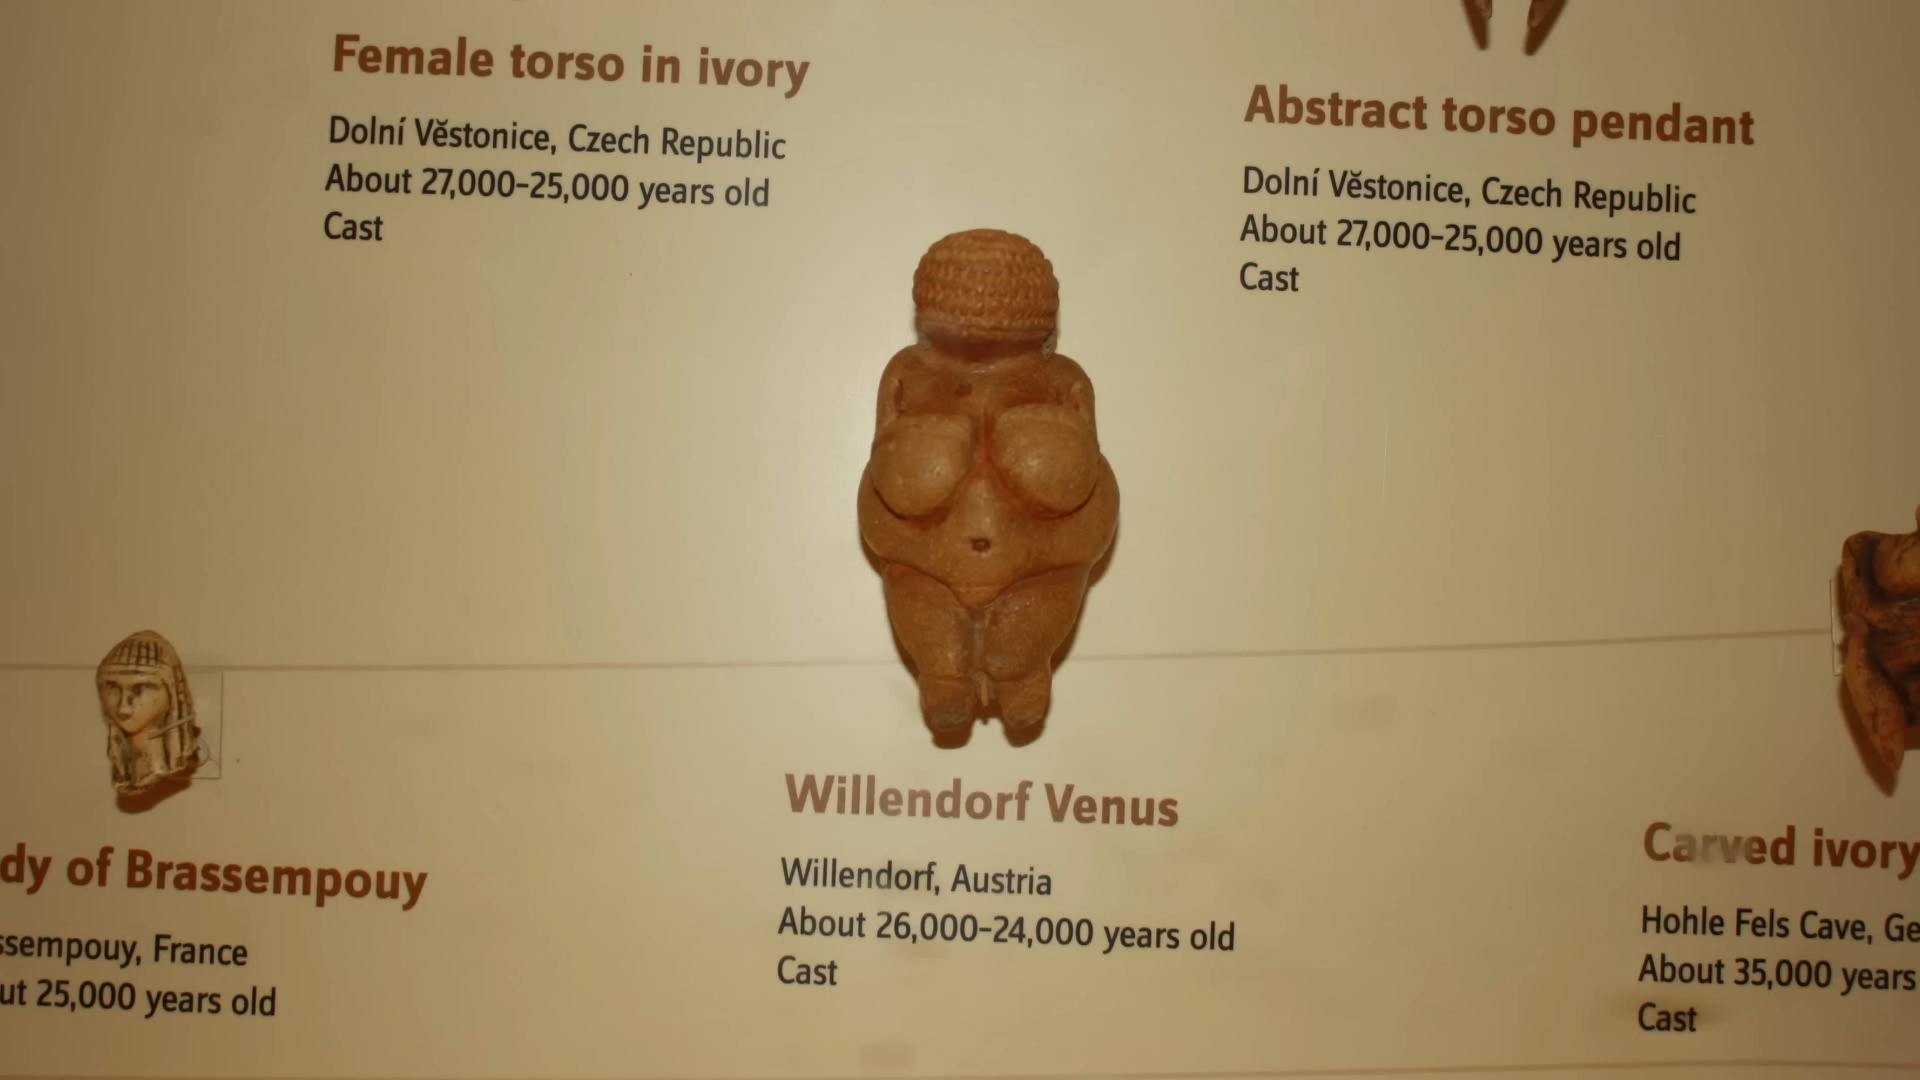 Female torso in ivory
Dolní Věstonice, Czech Republic
About 27,000–25,000 years old
Cast
Abstract torso pendant
Dolní Věstonice, Czech Republic
About 27,000–25,000 years old
Cast
dy of Brassempouy
ssempouy, France
ut 25,000 years old
Willendorf Venus
Willendorf, Austria
About 26,000–24,000 years old
Cast
Carved ivory
Hohle Fels Cave, Ge
About 35,000 years
Cast